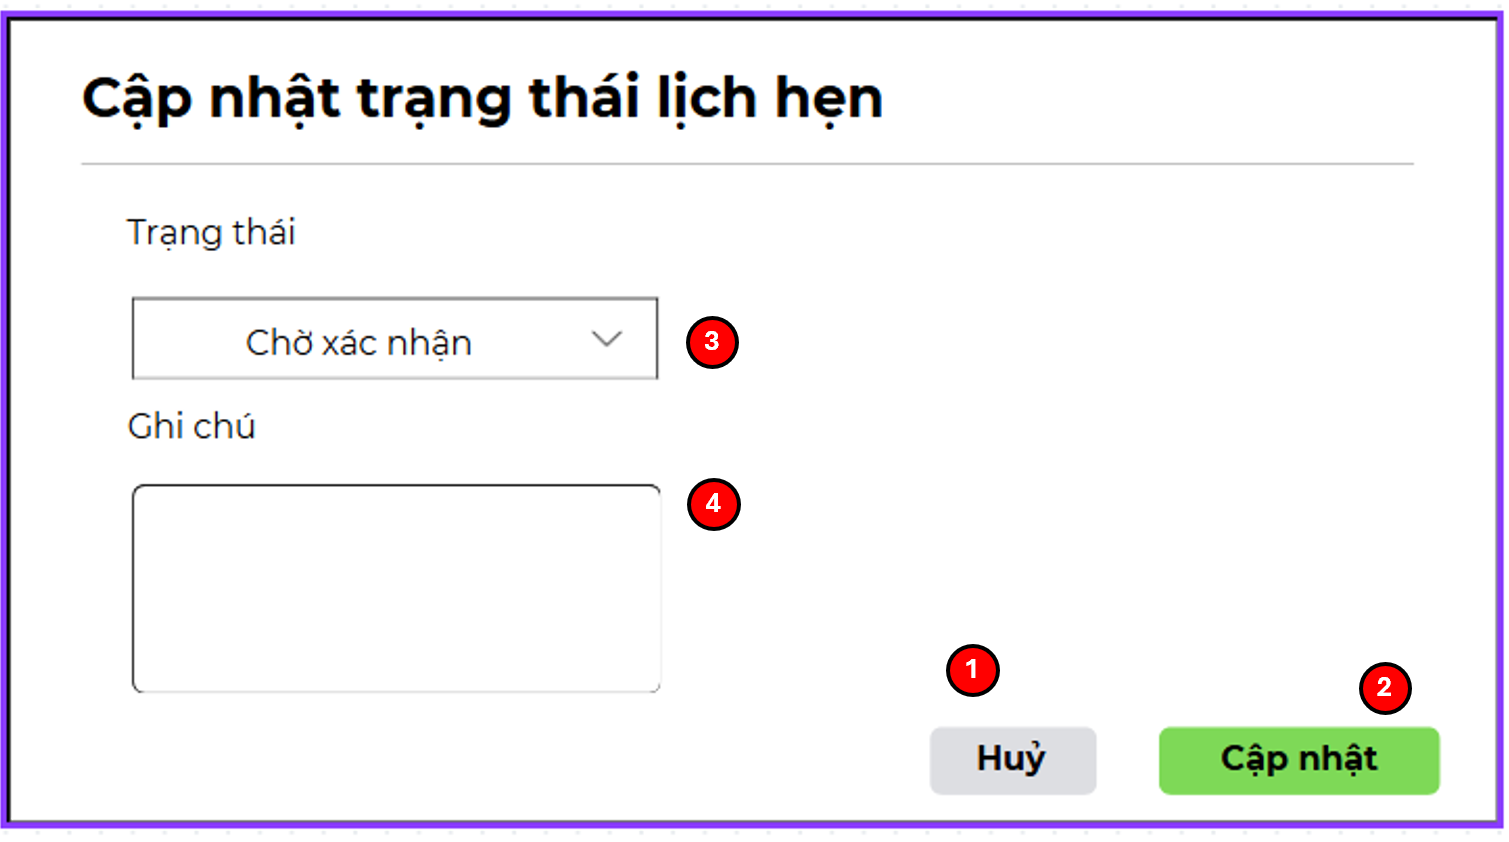 Cập nhật trạng thái lịch hẹn
Trạng thái
Chờ xác nhận
3
Ghi chú
4
1
2
Huỷ
Cập nhật